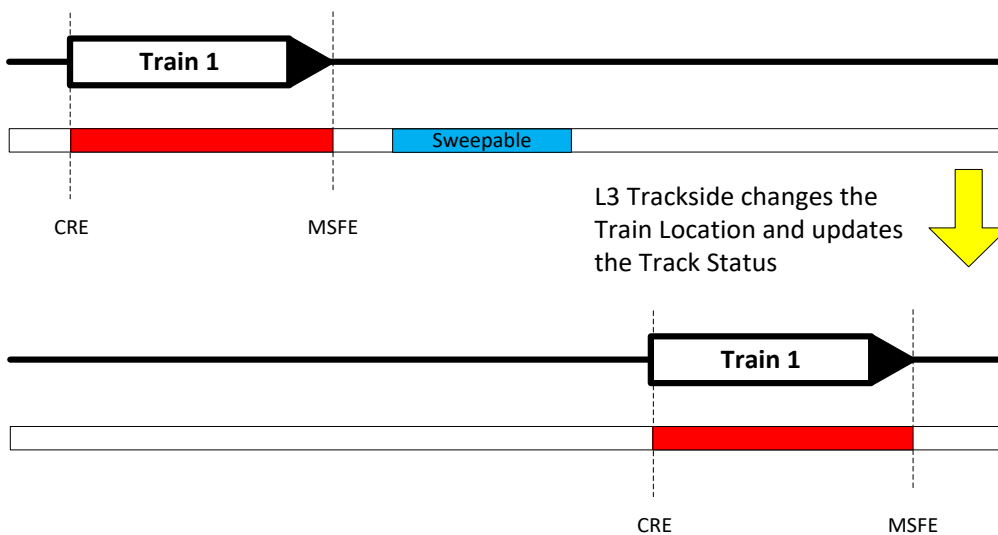 Train 1
Sweepable
CRE
MSFE
L3 Trackside changes the
Train Location and updates
the Track Status
Train 1
CRE
MSFE